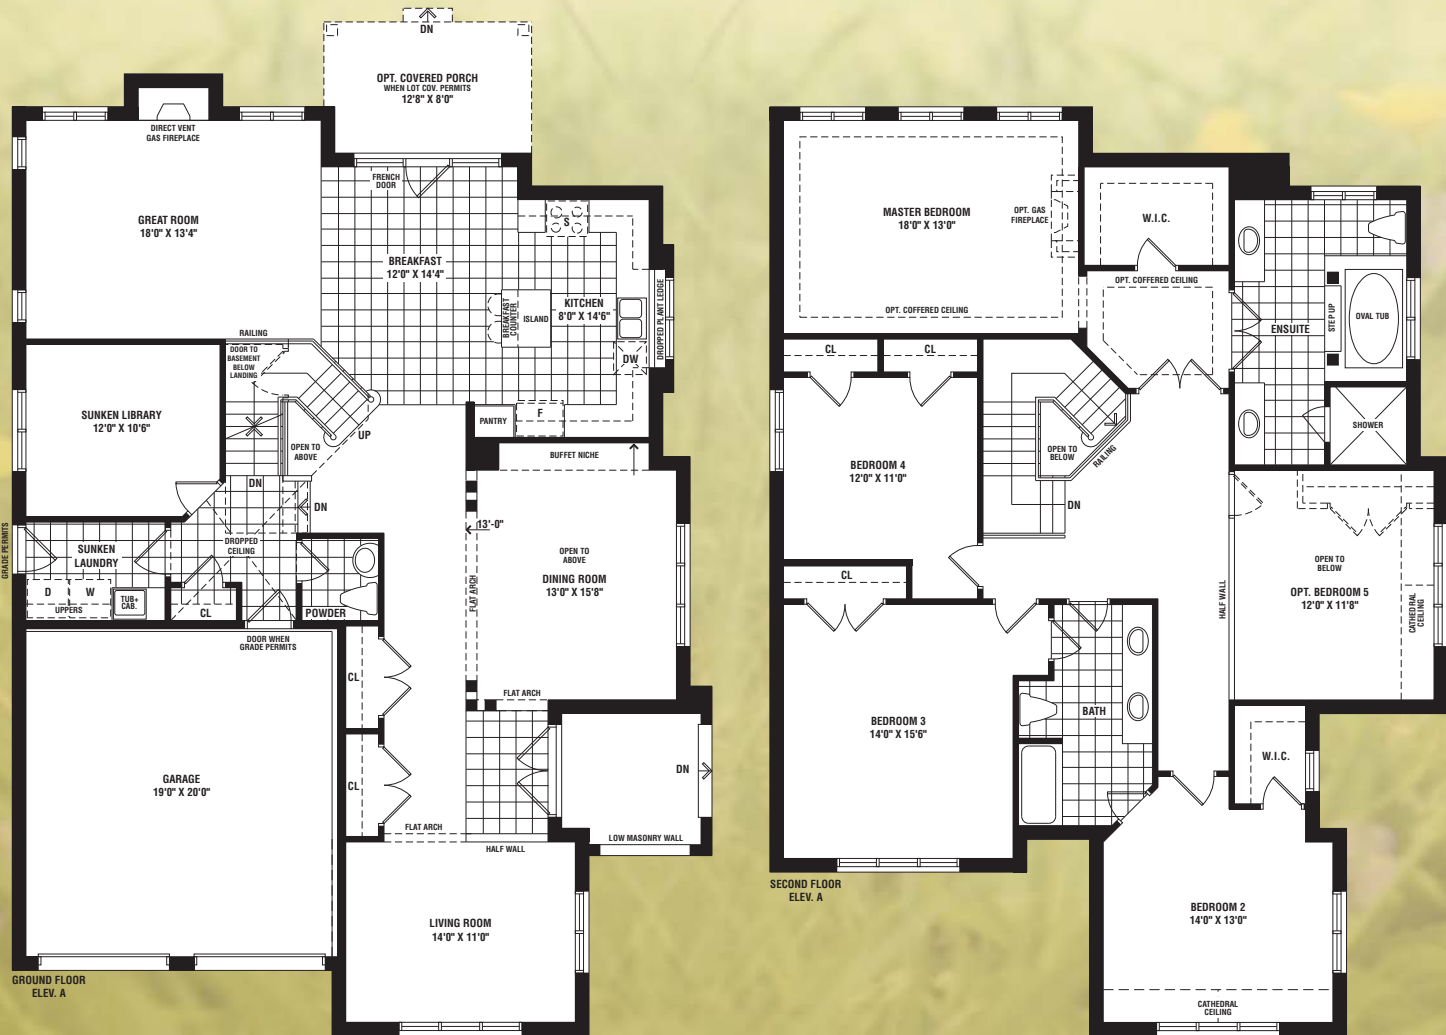 DN
OPT. COVERED PORCH
WHEN LOT COV. PERMITS
12'8" X 8'0"
DIRECT VENT
GAS FIREPLACE
FRENCH
DOOR
GREAT ROOM
18'0" X 13'4"
S
BREAKFAST
12'0" X 14'4"
KITCHEN
8'0" X 14'6"
BREAKFAST
COUNTER
ISLAND
DROPPED PLANT LEDGE
DW
RAILING
DOOR TO
BASEMENT
BELOW
LANDING
SUNKEN LIBRARY
12'0" X 10'6"
PANTRY
F
UP
OPEN TO
ABOVE
BUFFET NICHE
DN
DN
13'-0"
GRADE PERMITS
SUNKEN
LAUNDRY
DROPPED
CEILING
OPEN TO
ABOVE
DINING ROOM
13'0" X 15'8"
FLAT ARCH
D
W
UPPERS
TUB+
CAB.
CL
POWDER
DOOR WHEN
GRADE PERMITS
CL
FLAT ARCH
GARAGE
19'0" X 20'0"
CL
DN
FLAT ARCH
LOW MASONRY WALL
HALF WALL
LIVING ROOM
14'0" X 11'0"
GROUND FLOOR
ELEV. A
MASTER BEDROOM
18'0" X 13'0"
OPT. GAS
FIREPLACE
W.I.C.
OPT. COFFERED CEILING
OPT. COFFERED CEILING
ENSUITE
STEP UP
OVAL TUB
CL
CL
SHOWER
OPEN TO
BELOW
RAILING
BEDROOM 4
12'0" X 11'0"
DN
OPEN TO
BELOW
OPT. BEDROOM 5
12'0" X 11'8"
HALF WALL
CATHEDRAL
CEILING
CL
BEDROOM 3
14'0" X 15'6"
BATH
W.I.C.
SECOND FLOOR
ELEV. A
BEDROOM 2
14'0" X 13'0"
CATHEDRAL
CEILING